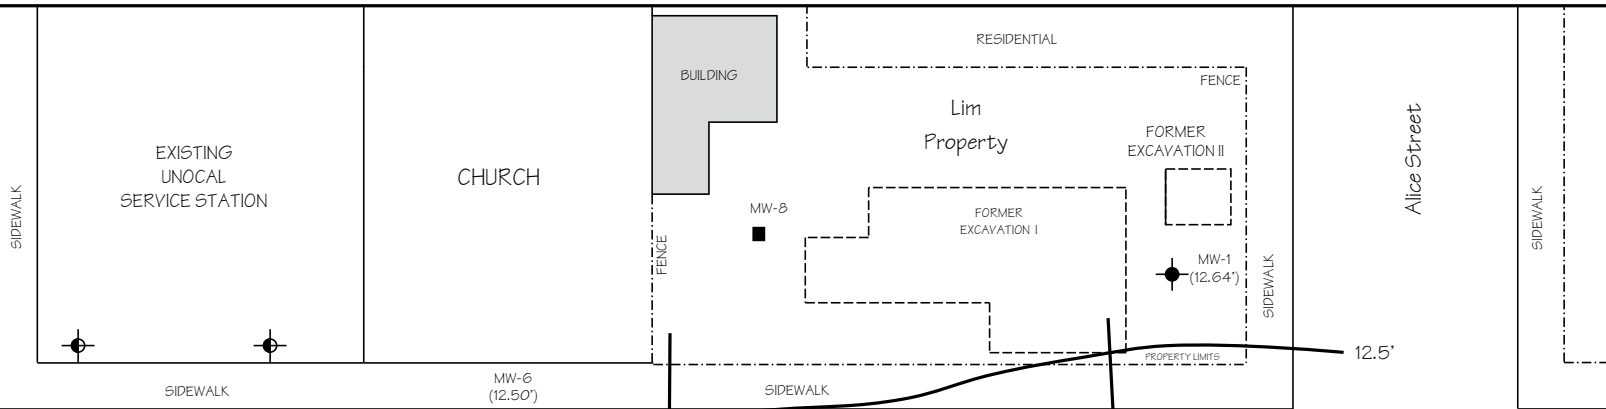 RESIDENTIAL
BUILDING
FENCE
Lim
Property
FORMER
EXCAVATION II
EXISTING
UNOCAL
SERVICE STATION
CHURCH
Alice Street
SIDEWALK
SIDEWALK
MW-8
FORMER
EXCAVATION I
FENCE
MW-1
(12.64')
SIDEWALK
PROPERTY LIMITS
12.5'
SIDEWALK
MW-6
(12.50')
SIDEWALK